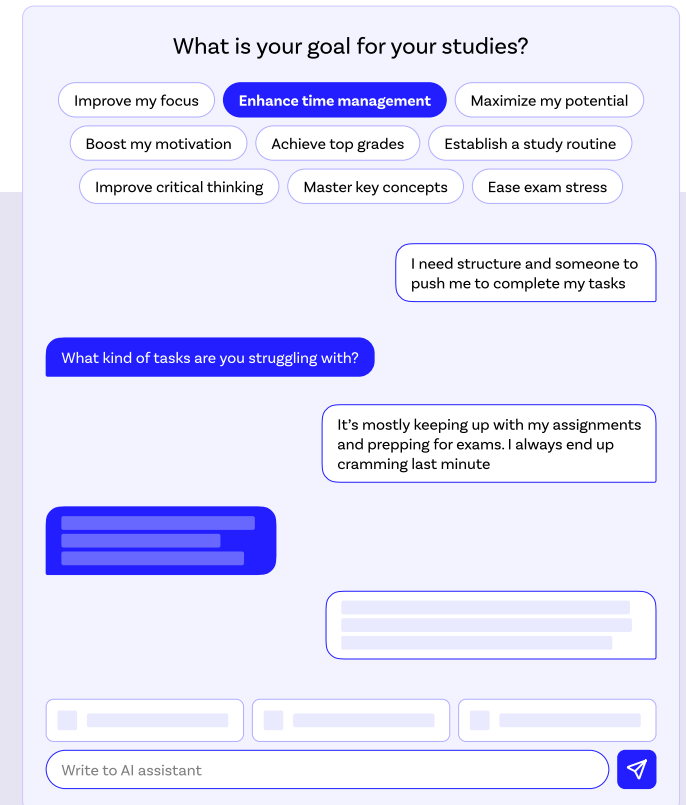 What is your goal for your studies?
Improve my focus
Enhance time management
Maximize my potential
Boost my motivation
Achieve top grades
Establish a study routine
Improve critical thinking
Master key concepts
Ease exam stress
I need structure and someone to
push me to complete my tasks
What kind of tasks are you struggling with?
It’s mostly keeping up with my assignments
and prepping for exams. I always end up
cramming last minute
Write to AI assistant